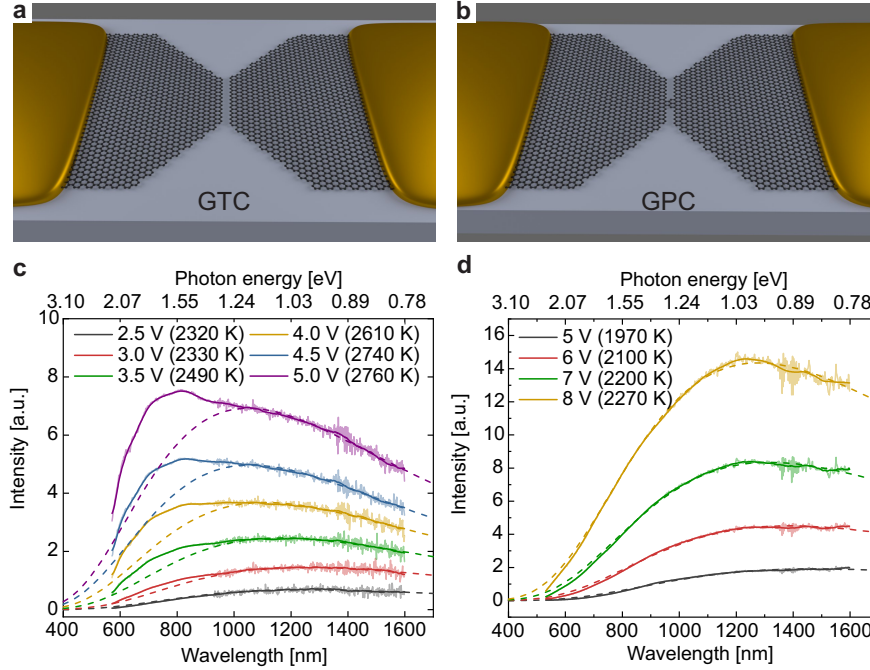 a
b
GTC
GPC
c
Photon energy [eV]
3.10 2.07 1.55 1.24 1.03 0.89 0.78
10
8
6
4
2
0
Intensity [a.u.]
2.5 V (2320 K)
3.0 V (2330 K)
3.5 V (2490 K)
4.0 V (2610 K)
4.5 V (2740 K)
5.0 V (2760 K)
400 600 800 1000 1200 1400 1600
Wavelength [nm]
d
Photon energy [eV]
3.10 2.07 1.55 1.24 1.03 0.89 0.78
16
14
12
10
8
6
4
2
0
Intensity [a.u.]
5 V (1970 K)
6 V (2100 K)
7 V (2200 K)
8 V (2270 K)
400 600 800 1000 1200 1400 1600
Wavelength [nm]